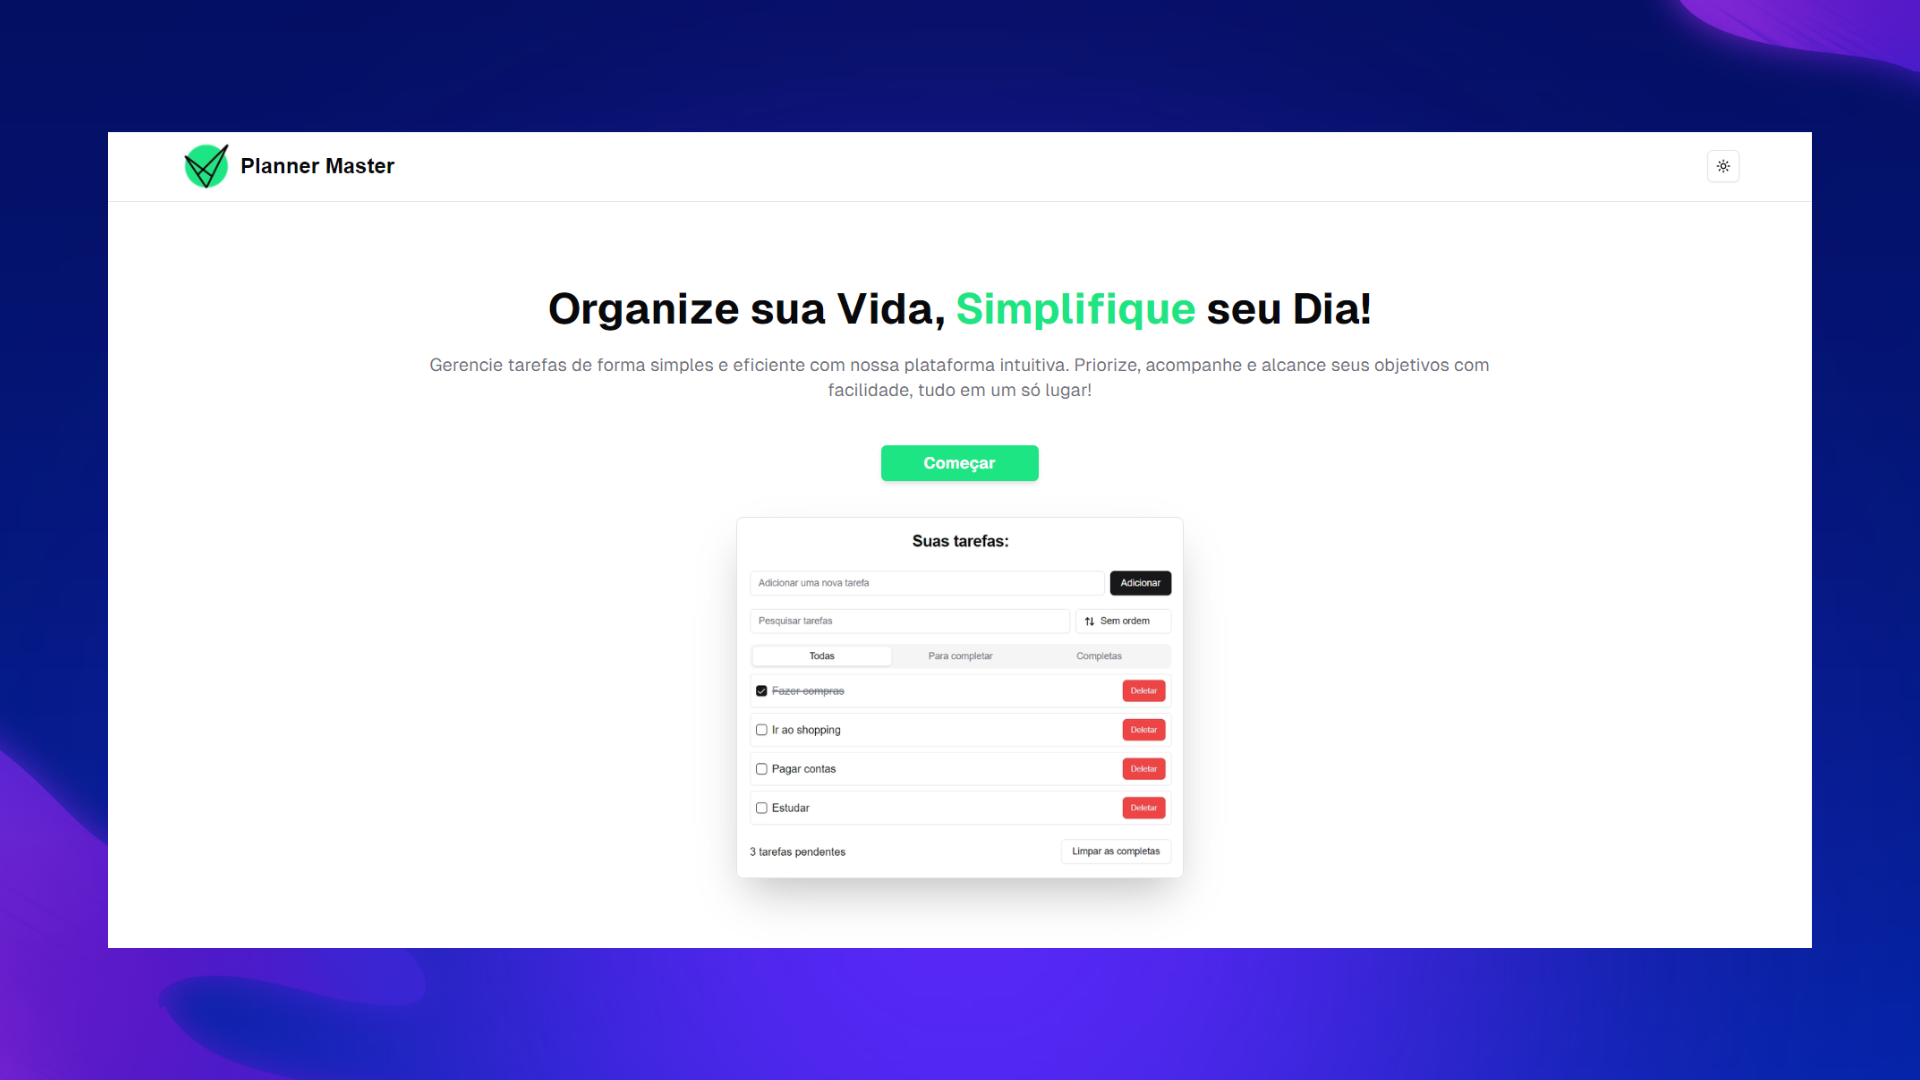 Planner Master
Organize sua Vida, Simplifique seu Dia!
Gerencie tarefas de forma simples e eficiente com nossa plataforma intuitiva. Priorize, acompanhe e alcance seus objetivos com
facilidade, tudo em um só lugar!
Começar
Suas tarefas:
Adicionar uma nova tarefa Adicionar
Pesquisar tarefas Sem ordem
Todas Para completar Completas
Fazer compras Deletar
Ir ao shopping Deletar
Pagar contas Deletar
Estudar Deletar
3 tarefas pendentes Limpar as completas